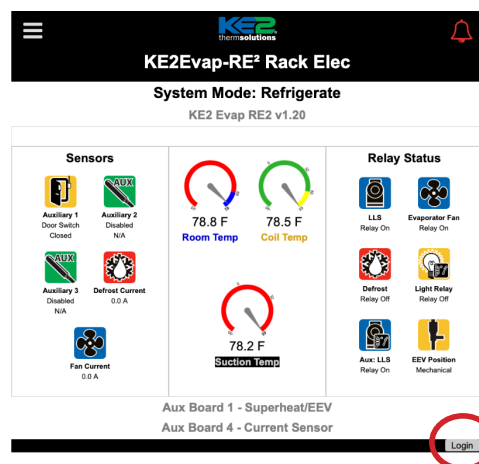 KE2
thermsolutions
KE2Evap-RE² Rack Elec
System Mode: Refrigerate
KE2 Evap RE2 v1.20
Sensors
AUX
Auxiliary 1
Door Switch
Closed
Auxiliary 2
Disabled
N/A
AUX
Auxiliary 3
Disabled
N/A
Defrost Current
0.0 A
Fan Current
0.0 A
78.8 F
Room Temp
78.5 F
Coil Temp
78.2 F
Suction Temp
Relay Status
LLS
Relay On
Evaporator Fan
Relay On
Defrost
Relay Off
Light Relay
Relay Off
Aux: LLS
Relay On
EEV Position
Mechanical
Aux Board 1 - Superheat/EEV
Aux Board 4 - Current Sensor
Login